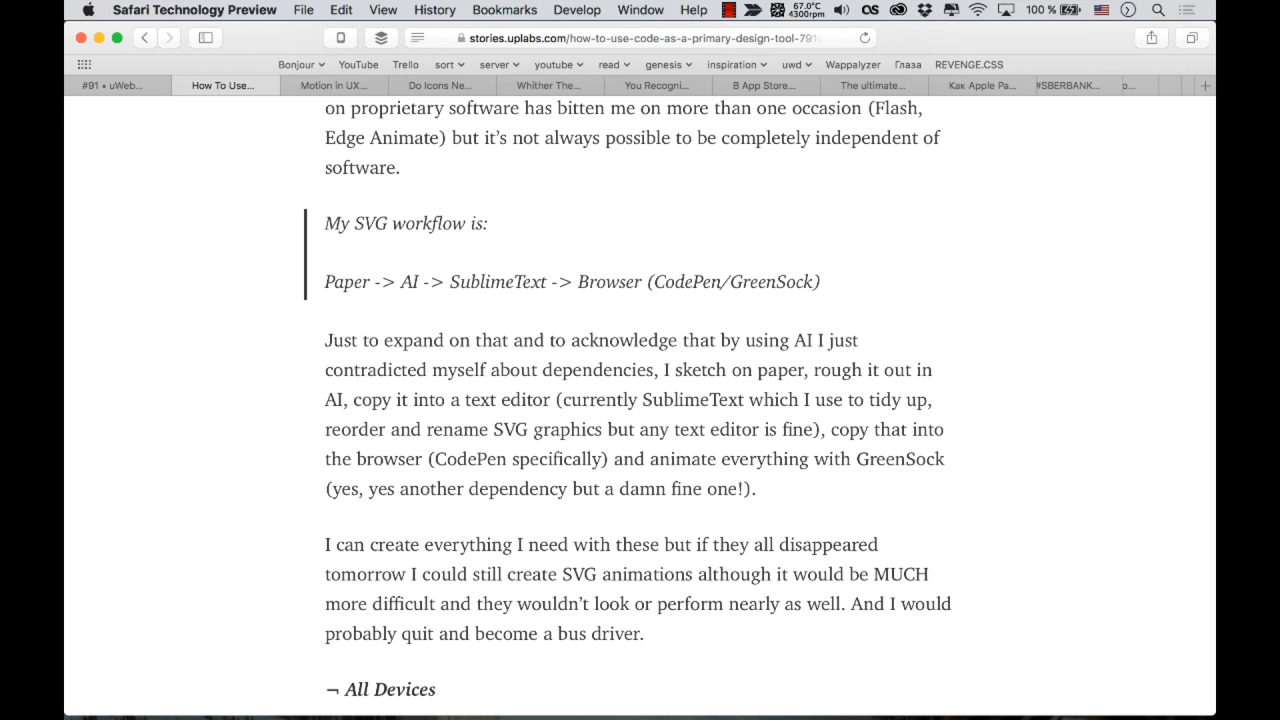 Safari Technology Preview File Edit View History Bookmarks Develop Window Help 67.0°C 4300rpm 100 %
stories.uplabs.com/how-to-use-code-as-a-primary-design-tool-791
Bonjour YouTube Trello sort server youtube read genesis inspiration uwd Wappalyzer Глаза REVENGE.CSS
#91 • uWeb... How To Use... Motion in UX... Do Icons Ne... Whither The... You Recogni... В App Store... The ultimate... Как Apple Pa... #SBERBANK...
on proprietary software has bitten me on more than one occasion (Flash,
Edge Animate) but it’s not always possible to be completely independent of
software.
My SVG workflow is:
Paper -> AI -> SublimeText -> Browser (CodePen/GreenSock)
Just to expand on that and to acknowledge that by using AI I just
contradicted myself about dependencies, I sketch on paper, rough it out in
AI, copy it into a text editor (currently SublimeText which I use to tidy up,
reorder and rename SVG graphics but any text editor is fine), copy that into
the browser (CodePen specifically) and animate everything with GreenSock
(yes, yes another dependency but a damn fine one!).
I can create everything I need with these but if they all disappeared
tomorrow I could still create SVG animations although it would be MUCH
more difficult and they wouldn’t look or perform nearly as well. And I would
probably quit and become a bus driver.
¬ All Devices